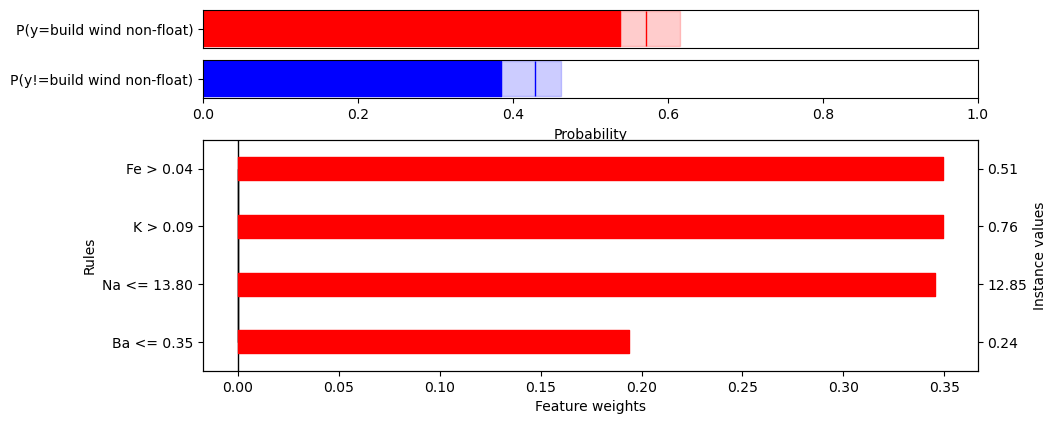 P(y=build wind non-float)
P(y!=build wind non-float)
0.0 0.2 0.4 0.6 0.8 1.0
Probability
Fe > 0.04 0.51
K > 0.09 0.76
Rules
Instance values
Na <= 13.80 12.85
Ba <= 0.35 0.24
0.00 0.05 0.10 0.15 0.20 0.25 0.30 0.35
Feature weights